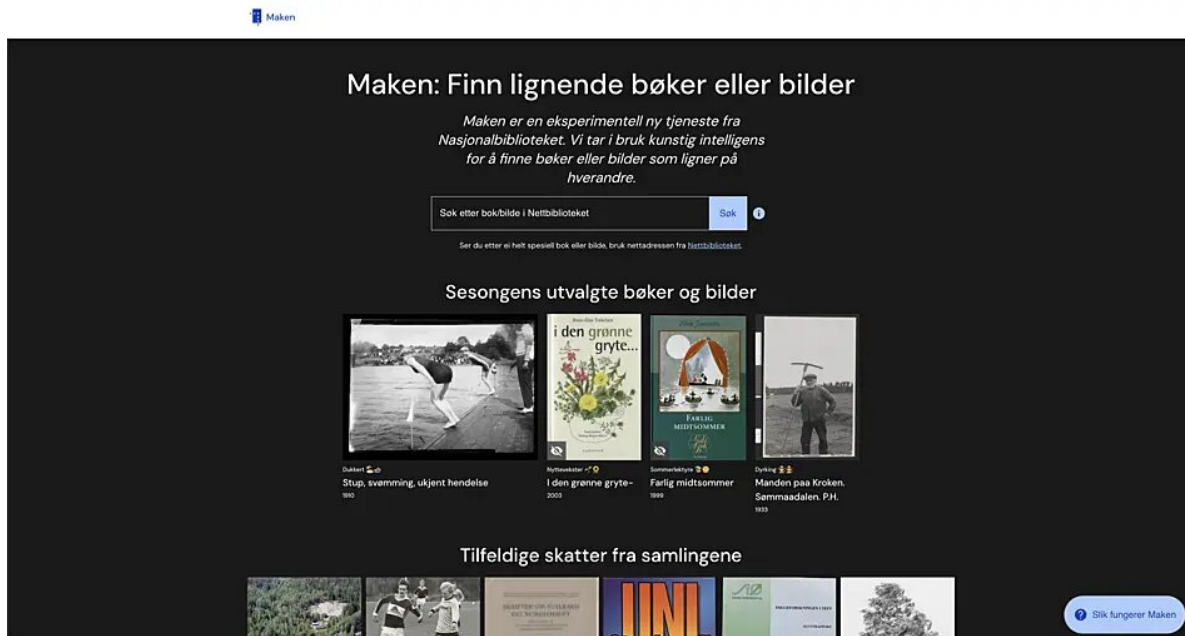 Maken
Maken: Finn lignende bøker eller bilder
Maken er en eksperimentell ny tjeneste fra
Nasjonalbiblioteket. Vi tar i bruk kunstig intelligens
for å finne bøker eller bilder som ligner på
hverandre.
Søk etter bok/bilde i Nettbiblioteket
Søk
Ser du etter ei helt spesiell bok eller bilde, bruk nettadressen fra Nettbiblioteket.
Sesongens utvalgte bøker og bilder
i den grønne
gryte...
FARLIG
MIDTSOMMER
Dukkert
Stup, svømming, ukjent hendelse
1910
Nyttevekster
I den grønne gryte-
2003
Sommerlektyre
Farlig midtsommer
1999
Dyrking
Manden paa Kroken.
Sømmaadalen. P.H.
1933
Tilfeldige skatter fra samlingene
UNI
Slik fungerer Maken